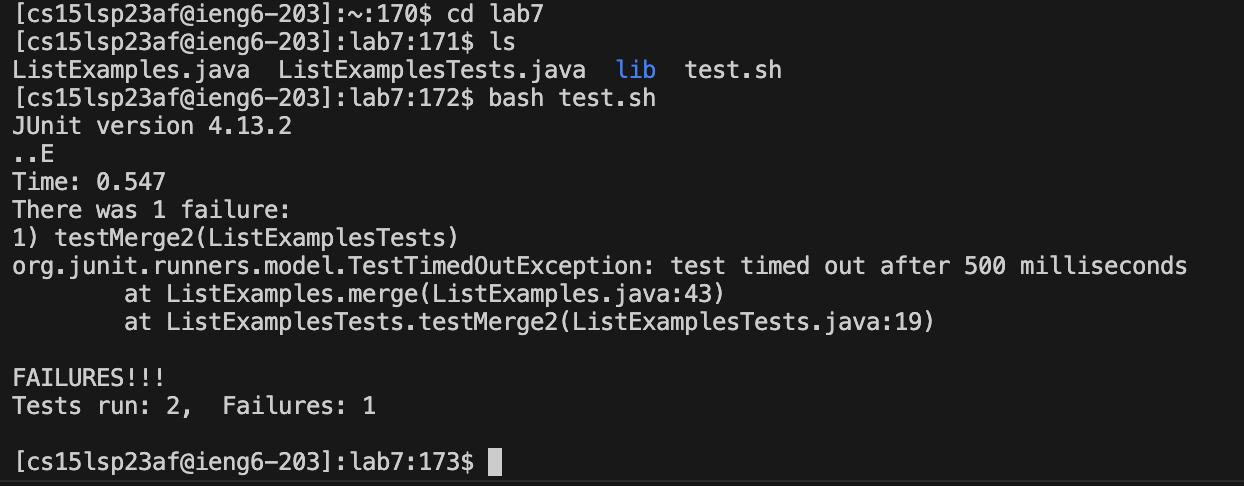 [cs15lsp23af@ieng6-203]:~:170$ cd lab7
[cs15lsp23af@ieng6-203]:lab7:171$ ls
ListExamples.java  ListExamplesTests.java  lib  test.sh
[cs15lsp23af@ieng6-203]:lab7:172$ bash test.sh
JUnit version 4.13.2
..E
Time: 0.547
There was 1 failure:
1) testMerge2(ListExamplesTests)
org.junit.runners.model.TestTimedOutException: test timed out after 500 milliseconds
        at ListExamples.merge(ListExamples.java:43)
        at ListExamplesTests.testMerge2(ListExamplesTests.java:19)

FAILURES!!!
Tests run: 2,  Failures: 1

[cs15lsp23af@ieng6-203]:lab7:173$